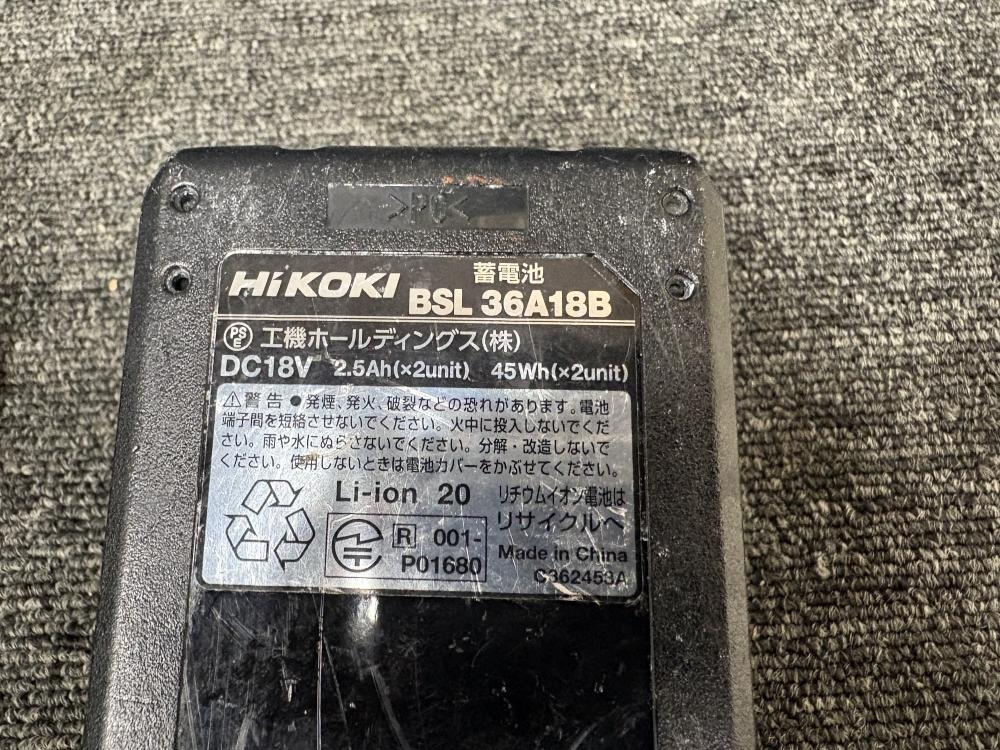 >PC<
HiKOKI
蓄電池
BSL 36A18B
PS
E
工機ホールディングス(株)
DC18V 2.5Ah(×2unit) 45Wh(×2unit)
⚠警告 ●発煙、発火、破裂などの恐れがあります。電池
端子間を短絡させないでください。火中に投入しないでくだ
さい。雨や水にぬらさないでください。分解・改造しないで
ください。使用しないときは電池カバーをかぶせてください。
Li-ion 20
リチウムイオン電池は
リサイクルへ
R 001-
P01680
Made in China
C362453A